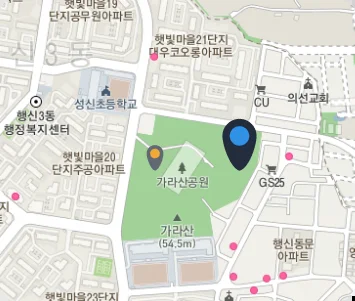 햇빛마을19
단지공무원아파트
햇빛마을21단지
대우코오롱아파트
신3동
성신초등학교
CU
의선교회
행신3동
행정복지센터
햇빛마을20
단지주공아파트
가라산공원
GS25
가라산
(54.5m)
행신동문
아파트
햇빛마을23단지